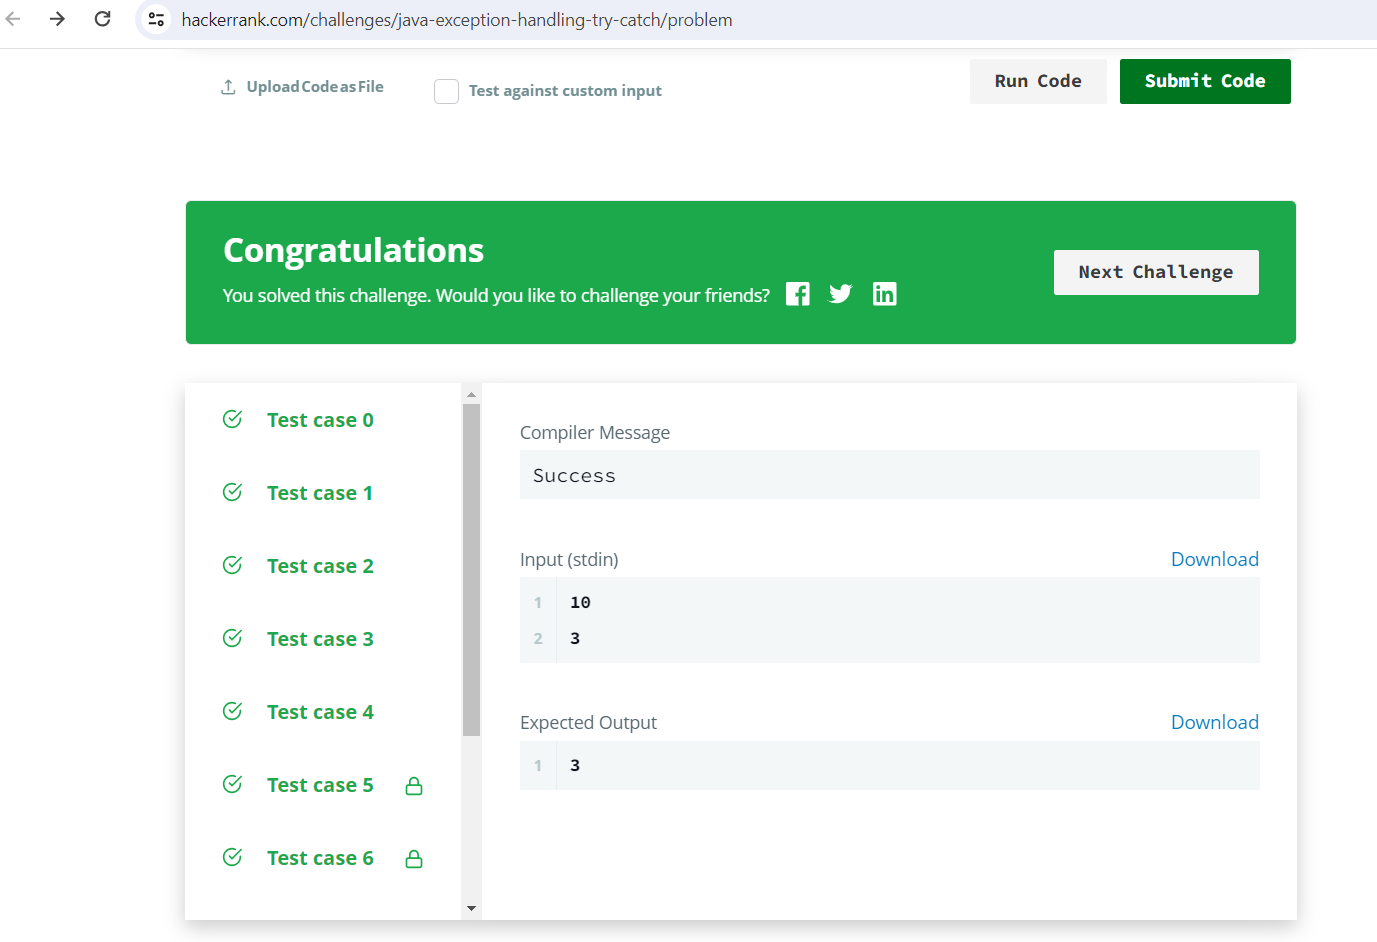 hackerrank.com/challenges/java-exception-handling-try-catch/problem
Upload Code as File
Test against custom input
Run Code
Submit Code
Congratulations
You solved this challenge. Would you like to challenge your friends?
Next Challenge
Test case 0
Test case 1
Test case 2
Test case 3
Test case 4
Test case 5
Test case 6
Compiler Message
Success
Input (stdin)
Download
1 10
2 3
Expected Output
Download
1 3